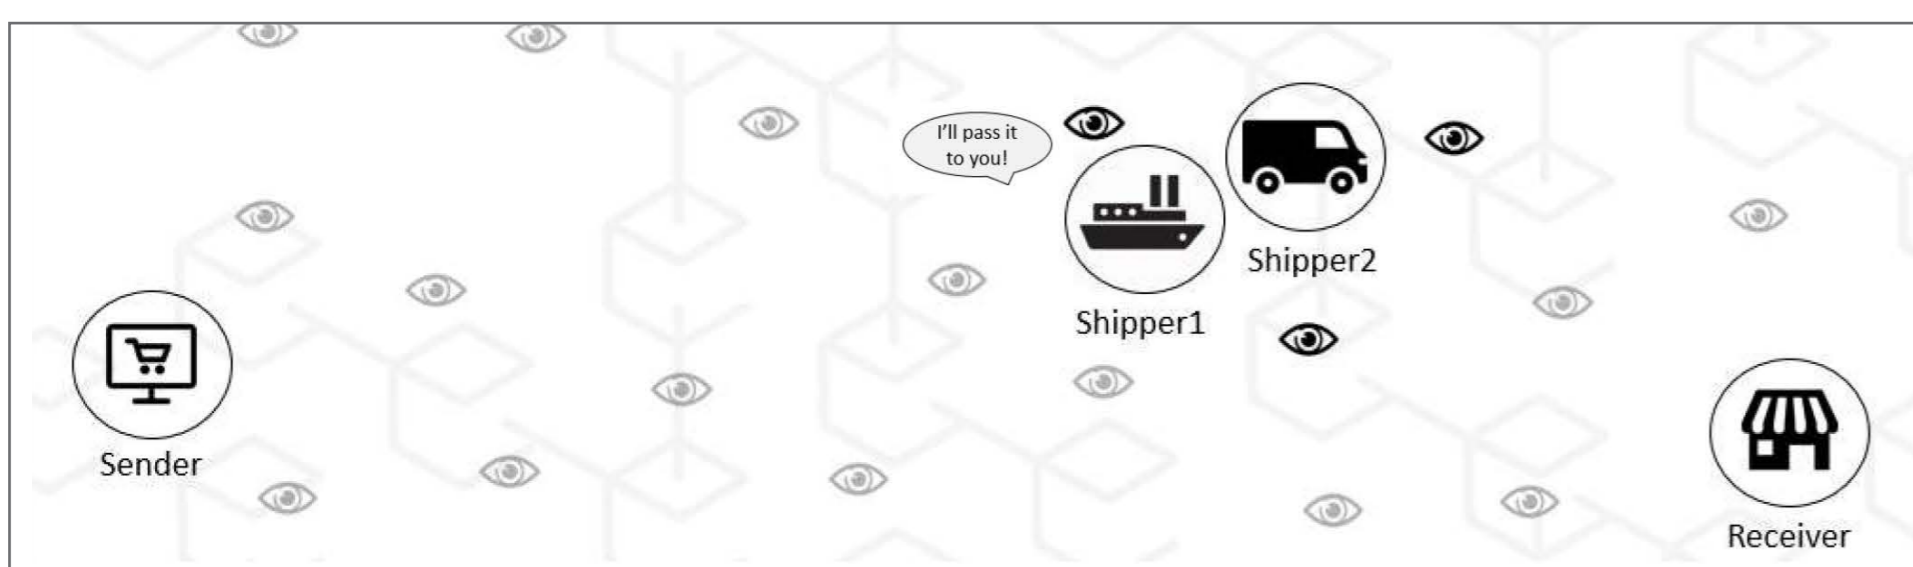 I'll pass it
to you!
Shipper2
Shipper1
Sender
Receiver